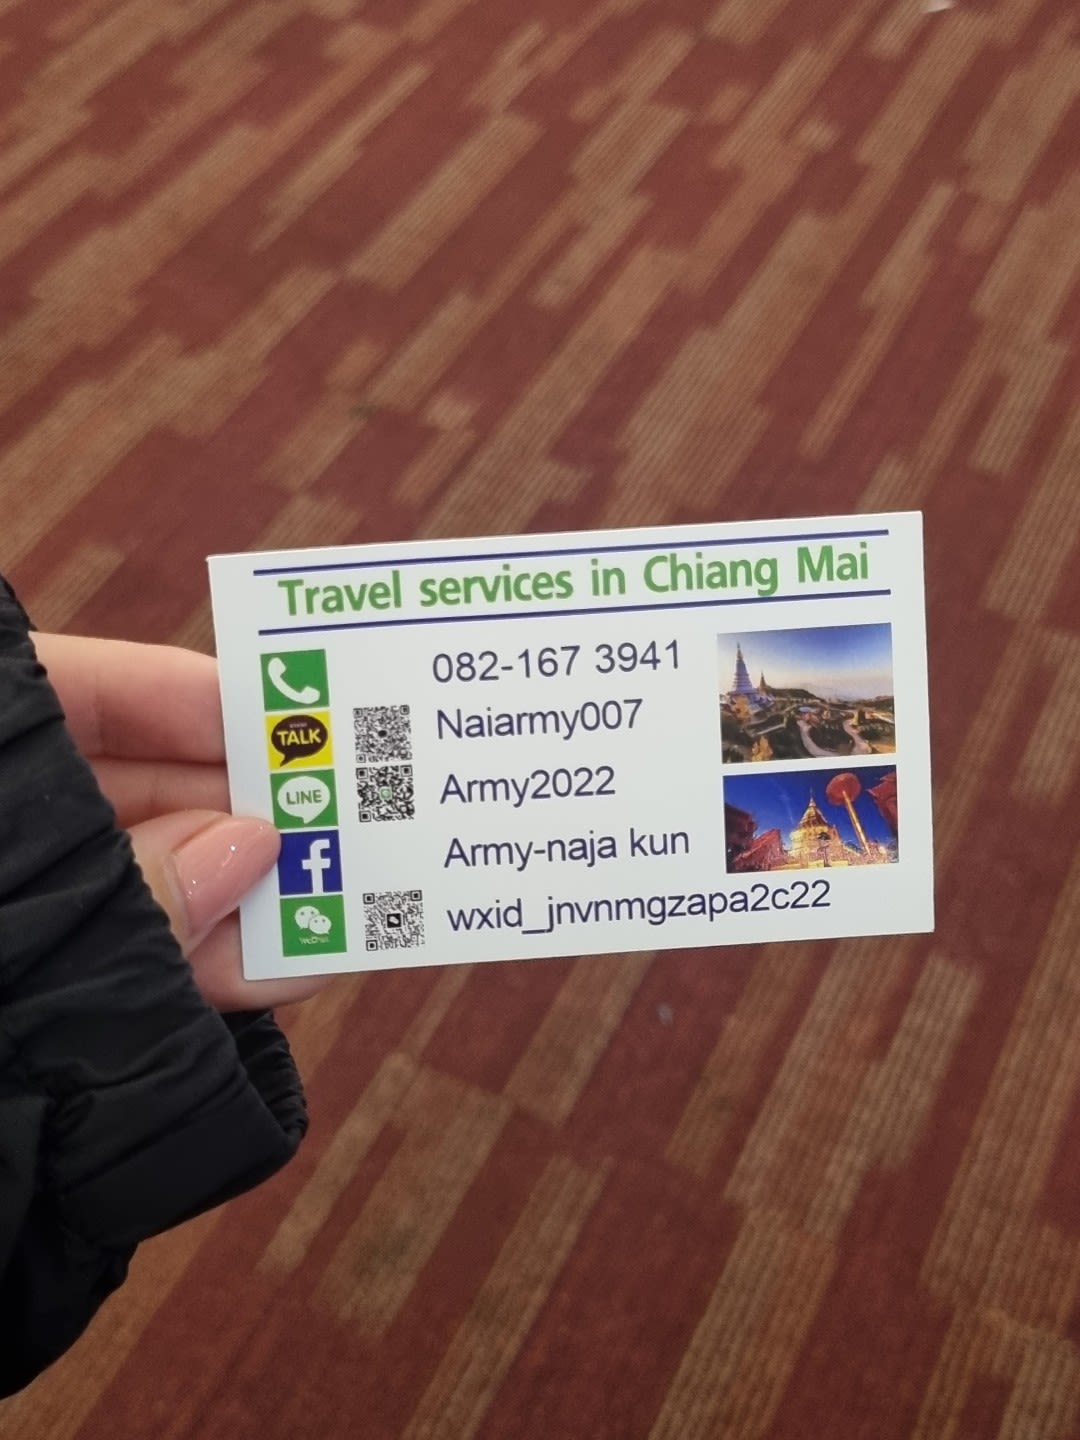 Travel services in Chiang Mai
082-167 3941
TALK
Naiarmy007
LINE
Army2022
f
Army-naja kun
WeChat
wxid_jnvnmgzapa2c22